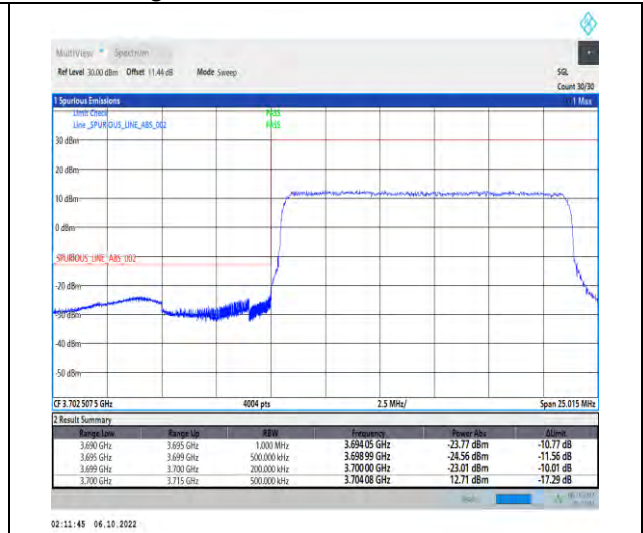 MultiView Spectrum
Ref Level 30.00 dBm Offset 11.44 dB Mode Sweep SGL
Count 30/30
1 Spurious Emissions 1 Max
Limit Check PASS
Line _SPURIOUS_LINE_ABS_002 PASS
30 dBm
20 dBm
10 dBm
0 dBm
_SPURIOUS_LINE_ABS_002
-20 dBm
-30 dBm
-40 dBm
-50 dBm
CF 3.702 507 5 GHz 4004 pts 2.5 MHz/ Span 25.015 MHz
2 Result Summary
Range Low Range Up RBW Frequency Power Abs ΔLimit
3.690 GHz 3.695 GHz 1.000 MHz 3.694 05 GHz -23.77 dBm -10.77 dB
3.695 GHz 3.699 GHz 500.000 kHz 3.698 99 GHz -24.56 dBm -11.56 dB
3.699 GHz 3.700 GHz 200.000 kHz 3.700 00 GHz -23.01 dBm -10.01 dB
3.700 GHz 3.715 GHz 500.000 kHz 3.704 08 GHz 12.71 dBm -17.29 dB
02:11:45 06.10.2022